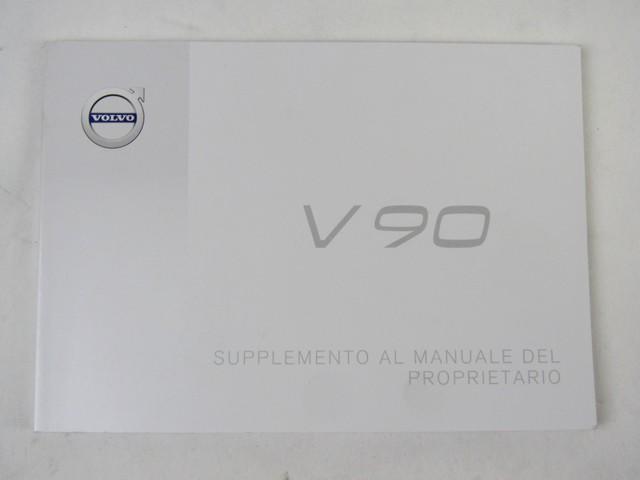 VOLVO
V90
SUPPLEMENTO AL MANUALE DEL
PROPRIETARIO